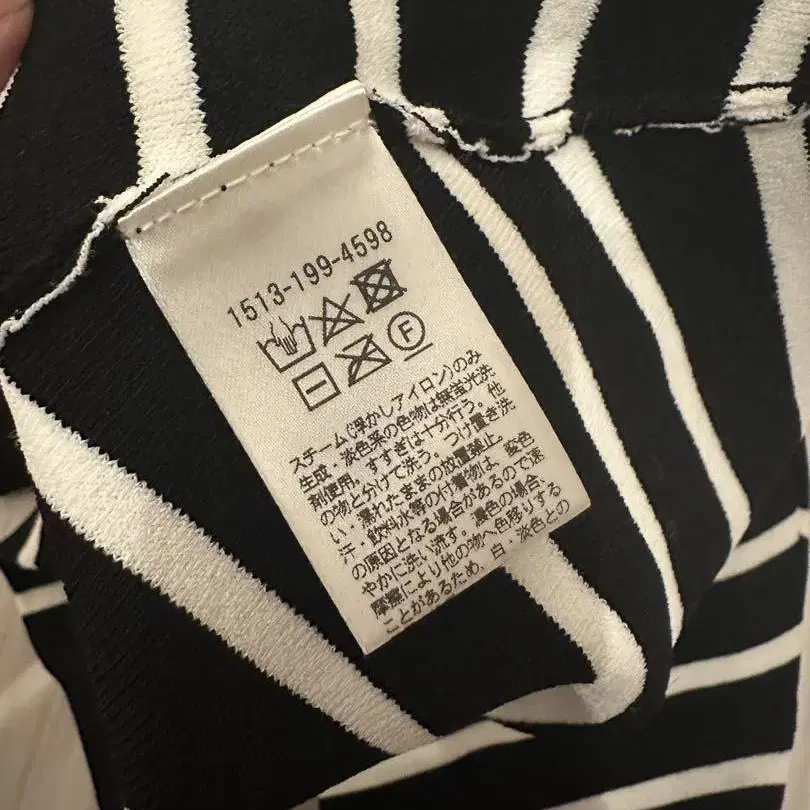 1513-199-4598
F
スチーム(浮かしアイロン)のみ
生成・淡色系の色物は無蛍光洗
剤使用。すすぎは十分行う。他
の物と分けて洗う。つけ置き洗
い・濡れたままの放置禁止。
汗・飲料水等の付着物は、変色
の原因となる場合があるので速
やかに洗い流す。濃色の場合、
摩擦により他の物へ色移りする
ことがあるため、白・淡色との